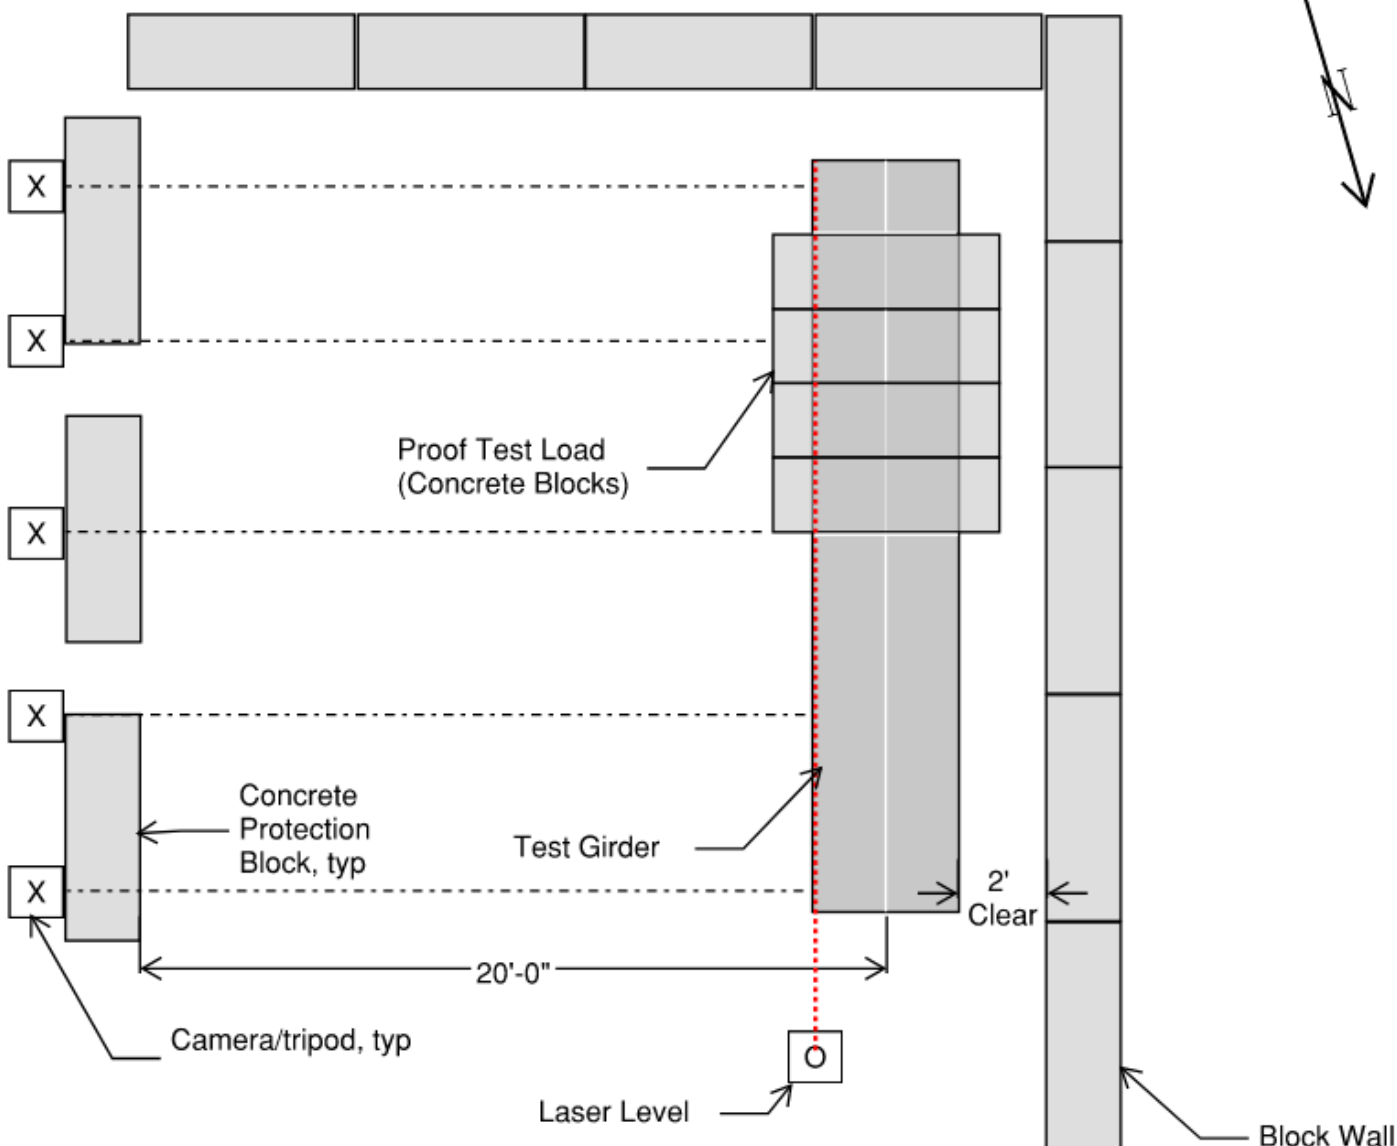 N
X
X
Proof Test Load
(Concrete Blocks)
X
X
Concrete
Protection
Block, typ
Test Girder
X
2'
Clear
20'-0"
Camera/tripod, typ
O
Laser Level
Block Wall